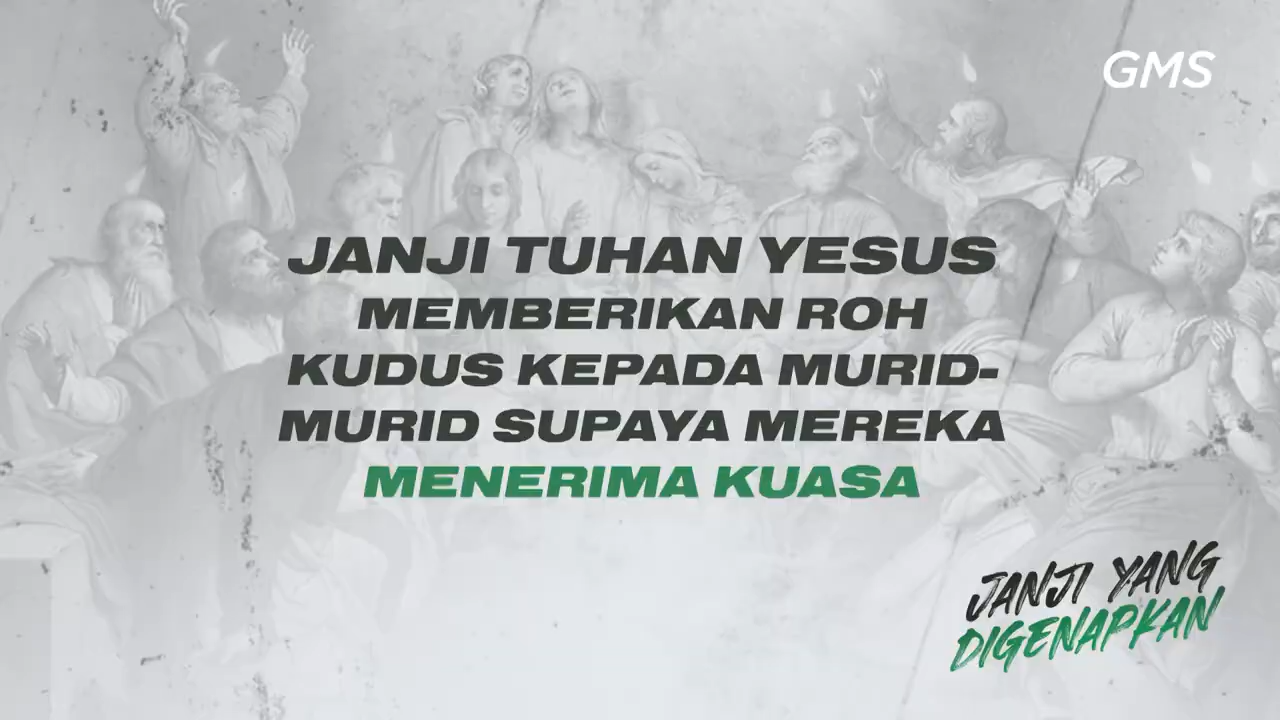 GMS
JANJI TUHAN YESUS
MEMBERIKAN ROH
KUDUS KEPADA MURID-
MURID SUPAYA MEREKA
MENERIMA KUASA
JANJI YANG
DIGENAPKAN